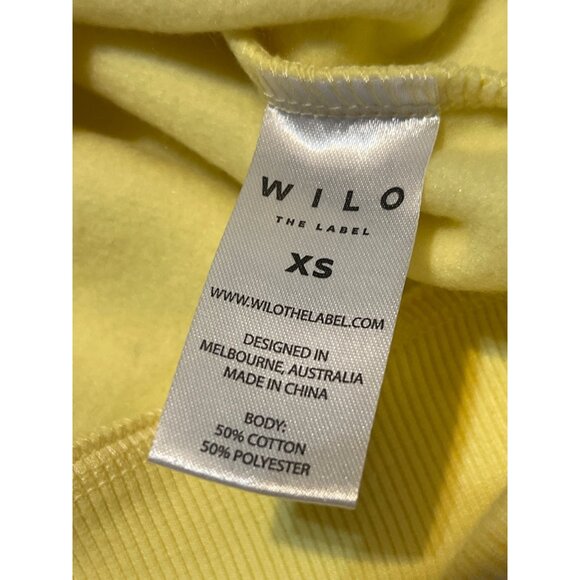 WILO
THE LABEL
XS
WWW.WILOTHELABEL.COM
DESIGNED IN
MELBOURNE, AUSTRALIA
MADE IN CHINA
BODY:
50% COTTON
50% POLYESTER